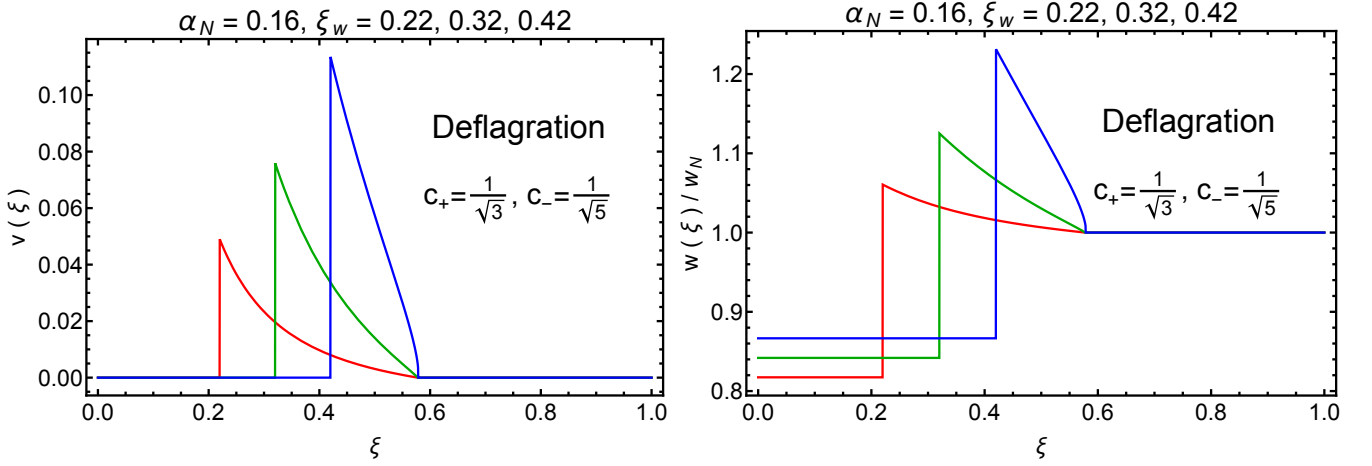 α_N = 0.16, ξ_w = 0.22, 0.32, 0.42
v ( ξ )
0.10
0.08
0.06
0.04
0.02
0.00
Deflagration
c_+=1/√3 , c_−=1/√5
0.0 0.2 0.4 0.6 0.8 1.0
ξ
α_N = 0.16, ξ_w = 0.22, 0.32, 0.42
w ( ξ ) / w_N
1.2
1.1
1.0
0.9
0.8
Deflagration
c_+=1/√3 , c_−=1/√5
0.0 0.2 0.4 0.6 0.8 1.0
ξ